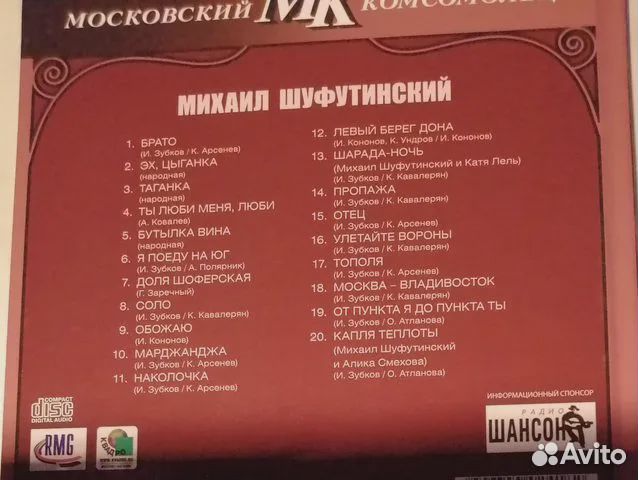 МОСКОВСКИЙ МК КОМСОМОЛЕЦ
МИХАИЛ ШУФУТИНСКИЙ
1. БРАТО
(И. Зубков / К. Арсенев)
2. ЭХ, ЦЫГАНКА
(народная)
3. ТАГАНКА
(народная)
4. ТЫ ЛЮБИ МЕНЯ, ЛЮБИ
(А. Ковалев)
5. БУТЫЛКА ВИНА
(народная)
6. Я ПОЕДУ НА ЮГ
(И. Зубков / А. Полярник)
7. ДОЛЯ ШОФЕРСКАЯ
(Г. Заречный)
8. СОЛО
(И. Зубков / К. Кавалерян)
9. ОБОЖАЮ
(И. Кононов)
10. МАРДЖАНДЖА
(И. Зубков / К. Арсенев)
11. НАКОЛОЧКА
(И. Зубков / К. Арсенев)
12. ЛЕВЫЙ БЕРЕГ ДОНА
(И. Кононов, К. Ундров / И. Кононов)
13. ШАРАДА-НОЧЬ
(Михаил Шуфутинский и Катя Лель)
(И. Зубков / К. Кавалерян)
14. ПРОПАЖА
(И. Зубков / К. Кавалерян)
15. ОТЕЦ
(И. Зубков / К. Арсенев)
16. УЛЕТАЙТЕ ВОРОНЫ
(И. Зубков / К. Кавалерян)
17. ТОПОЛЯ
(И. Зубков / К. Арсенев)
18. МОСКВА – ВЛАДИВОСТОК
(И. Зубков / К. Кавалерян)
19. ОТ ПУНКТА Я ДО ПУНКТА ТЫ
(И. Зубков / О. Атланова)
20. КАПЛЯ ТЕПЛОТЫ
(Михаил Шуфутинский
и Алика Смехова)
(И. Зубков / О. Атланова)
COMPACT
disc
DIGITAL AUDIO
RMG
КВАДРО
ИНФОРМАЦИОННЫЙ СПОНСОР
РАДИО
ШАНСОН
Avito